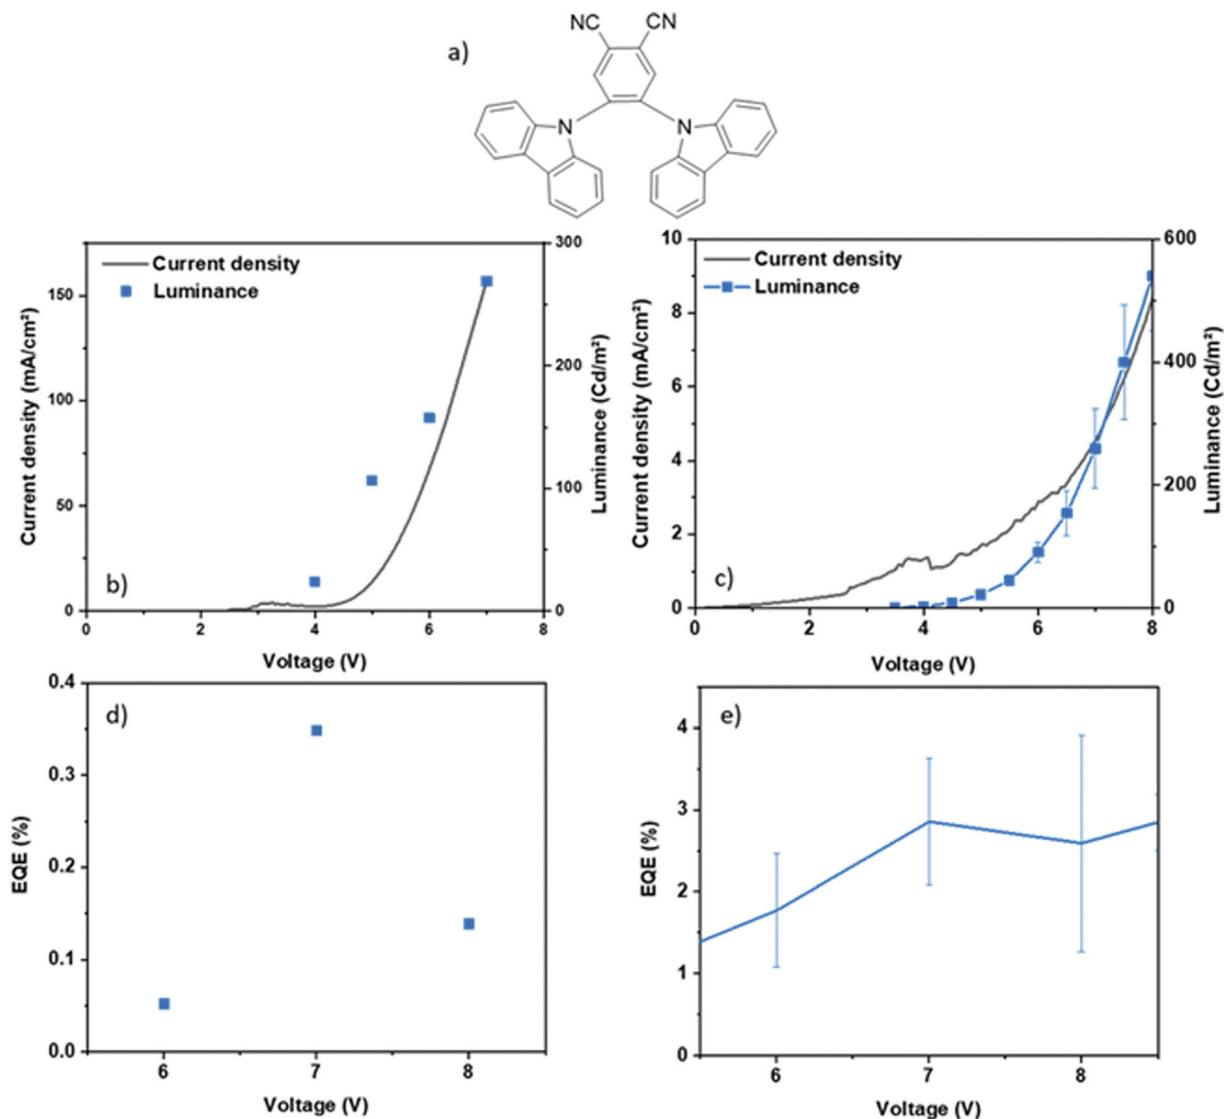 a)
NC
CN
N
N
Current density
Luminance
b)
Current density (mA/cm²)
0
50
100
150
Luminance (Cd/m²)
0
100
200
300
0
2
4
6
8
Voltage (V)
Current density
Luminance
c)
Current density (mA/cm²)
0
2
4
6
8
10
Luminance (Cd/m²)
0
200
400
600
0
2
4
6
8
Voltage (V)
d)
EQE (%)
0.0
0.1
0.2
0.3
0.4
6
7
8
Voltage (V)
e)
EQE (%)
0
1
2
3
4
6
7
8
Voltage (V)